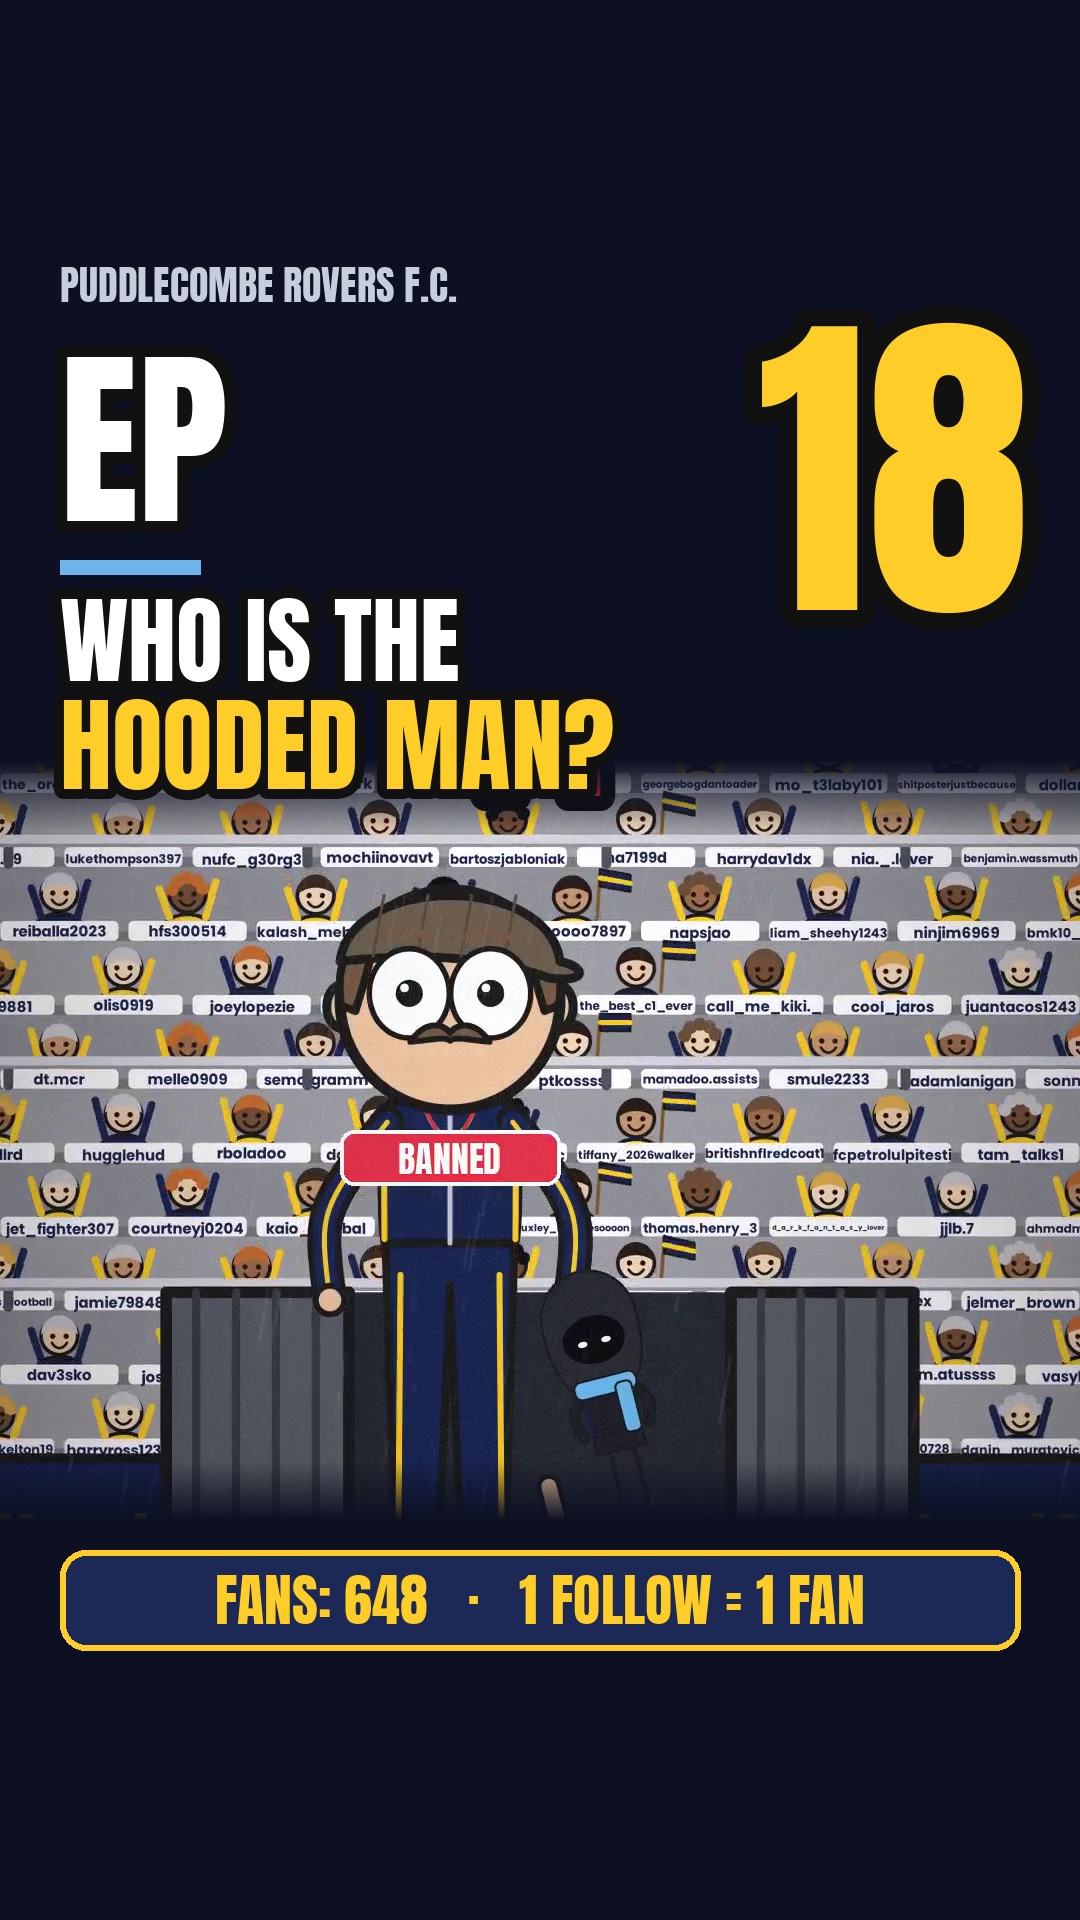 PUDDLECOMBE ROVERS F.C.
EP
18
WHO IS THE
HOODED MAN?
georgebogdantoader mo_t3laby101 shitposterjustbecause
lukethompson397 nufc_g30rg3 mochiinovavt bartoszjabloniak harrydav1dx benjamin.wassmuth
reiballa2023 hfs300514 napsjao liam_sheehy1243 ninjim6969
olis0919 joeylopezie the_best_c1_ever call_me_kiki._ cool_jaros juantacos1243
dt.mcr melle0909 mamadoo.assists smule2233 adamlanigan
BANNED
hugglehud rboladoo tiffany_2026walker britishnflredcoat1 fcpetrolulpitesti tam_talks1
jet_fighter307 courtneyj0204 thomas.henry_3 d_a_r_k_f_a_n_t_a_s_y_lover jjlb.7
jamie79848 jelmer_brown
dav3sko
harryross123 danin_muratovic
FANS: 648 · 1 FOLLOW = 1 FAN